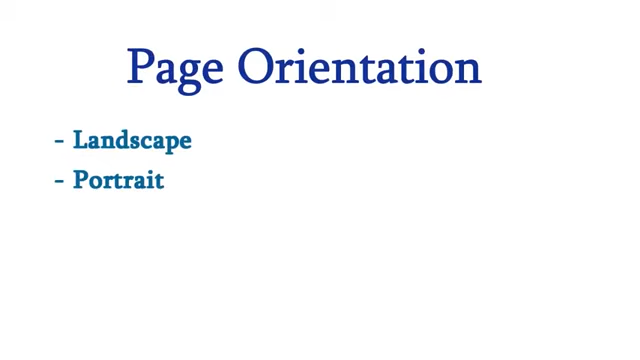 Page Orientation
- Landscape
- Portrait